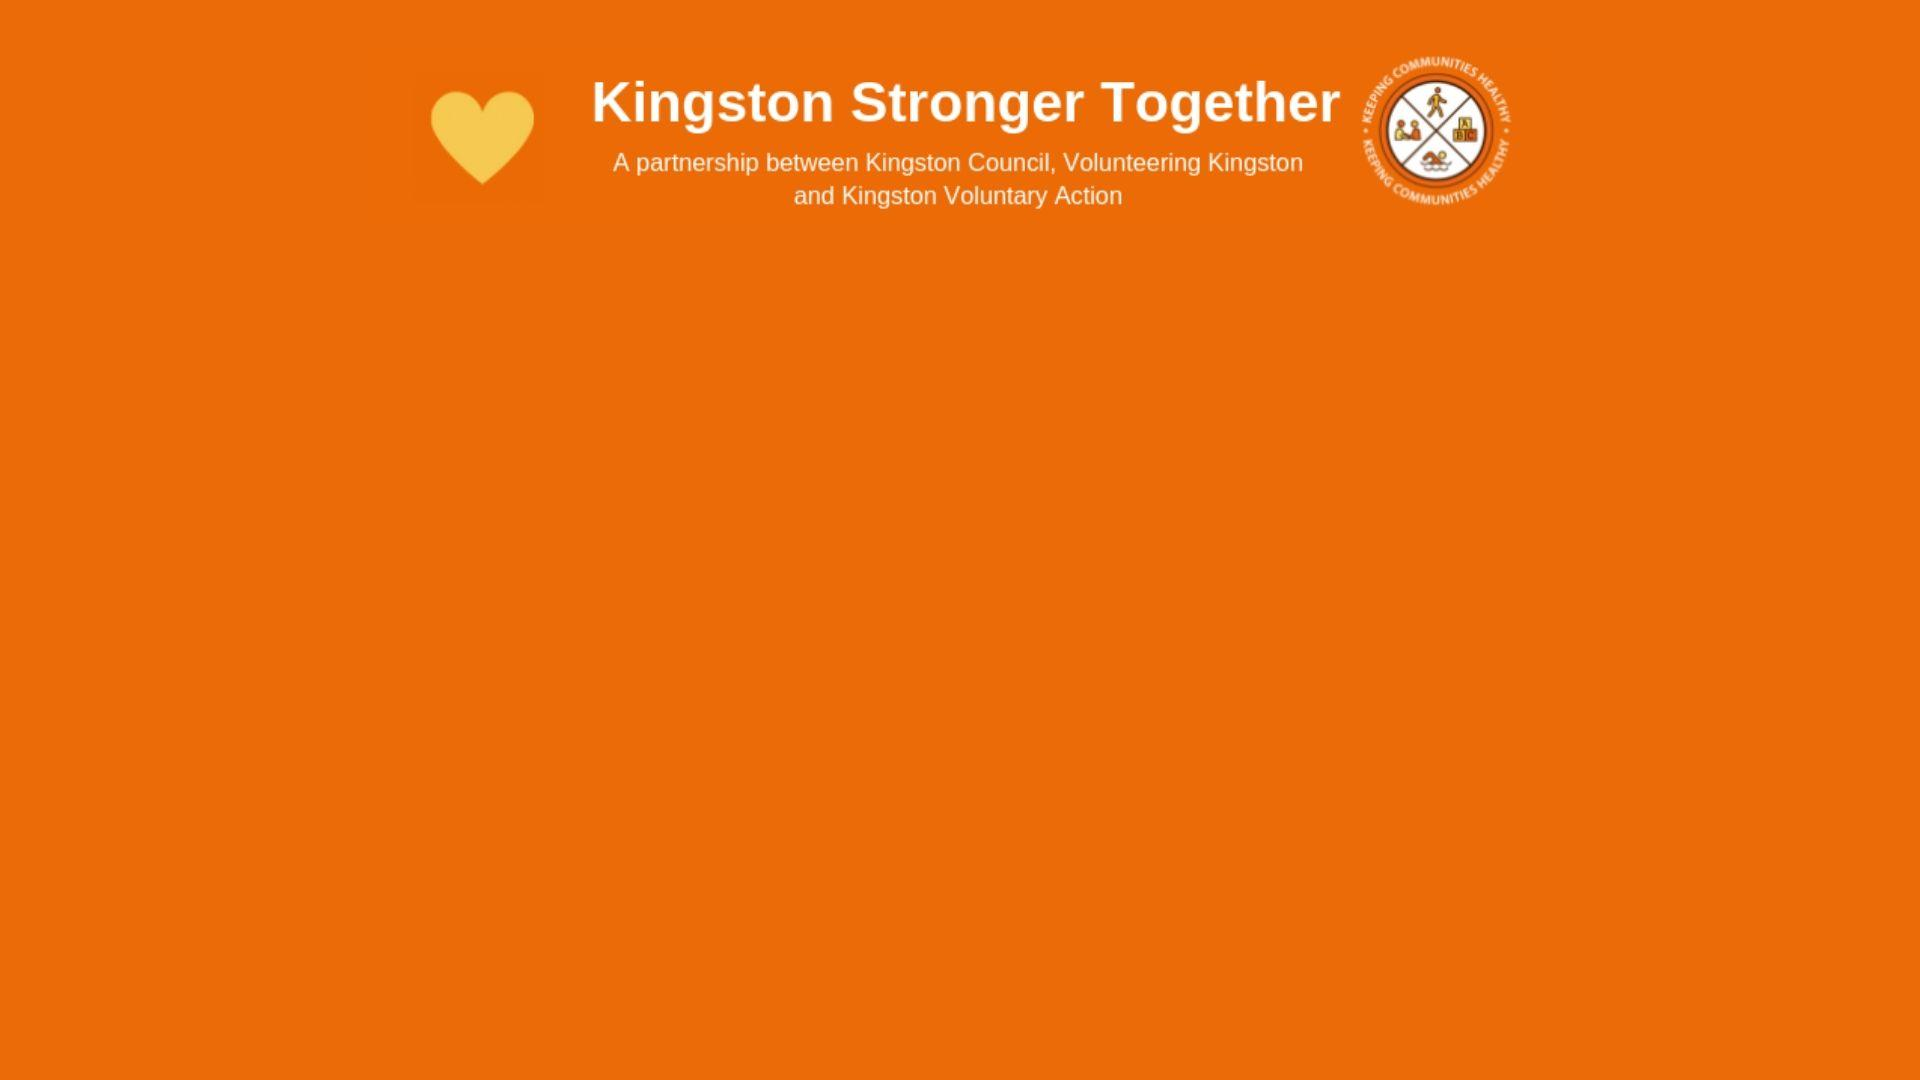 Kingston Stronger Together
A partnership between Kingston Council, Volunteering Kingston
and Kingston Voluntary Action
KEEPING COMMUNITIES HEALTHY
KEEPING COMMUNITIES HEALTHY
A
B C